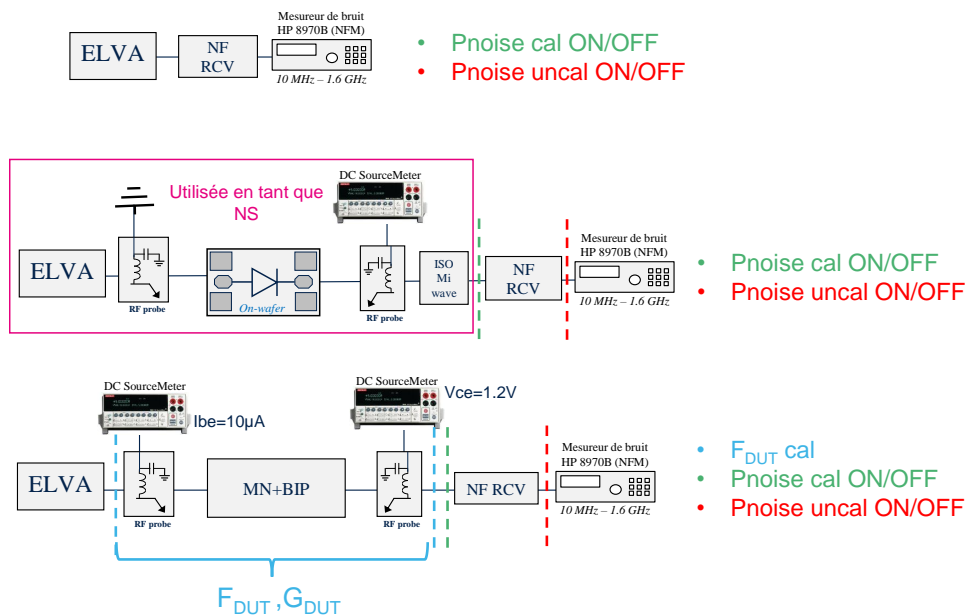 Mesureur de bruit
HP 8970B (NFM)
ELVA
NF
RCV
10 MHz – 1.6 GHz
• Pnoise cal ON/OFF
• Pnoise uncal ON/OFF
Utilisée en tant que
NS
DC SourceMeter
ELVA
RF probe
On-wafer
RF probe
ISO
Mi
wave
NF
RCV
Mesureur de bruit
HP 8970B (NFM)
10 MHz – 1.6 GHz
• Pnoise cal ON/OFF
• Pnoise uncal ON/OFF
DC SourceMeter
Ibe=10µA
DC SourceMeter
Vce=1.2V
ELVA
RF probe
MN+BIP
RF probe
NF RCV
Mesureur de bruit
HP 8970B (NFM)
10 MHz – 1.6 GHz
• FDUT cal
• Pnoise cal ON/OFF
• Pnoise uncal ON/OFF
FDUT ,GDUT